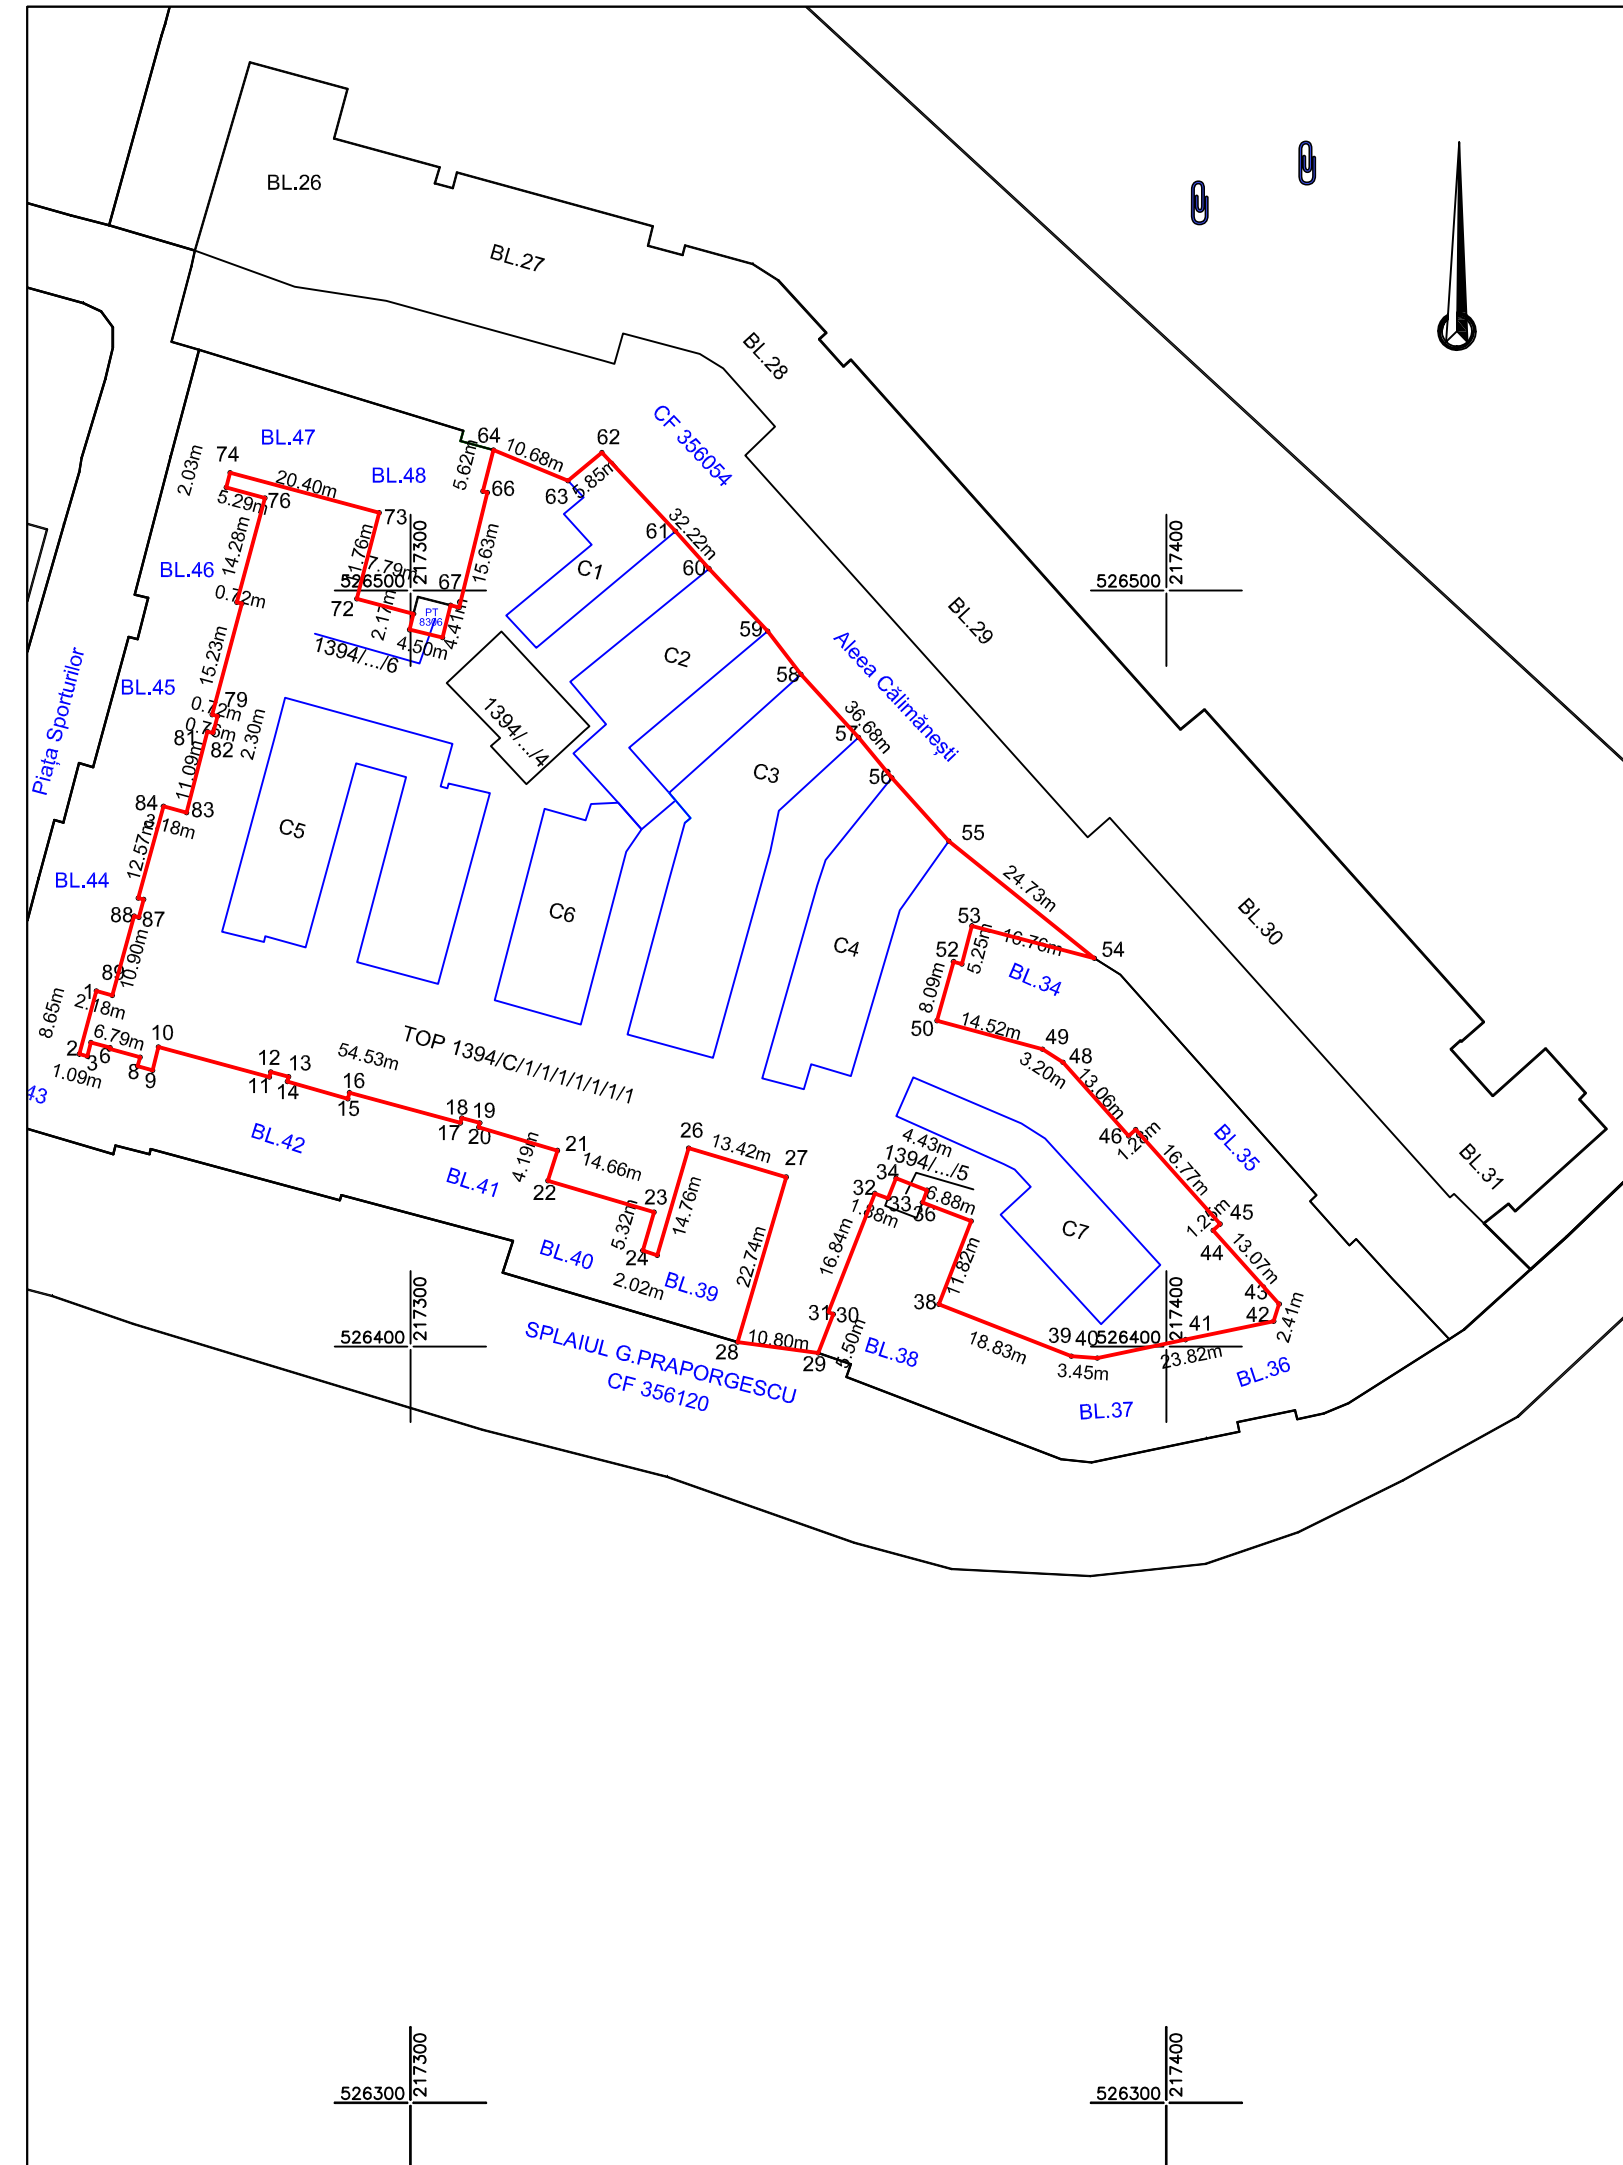 BL.26
BL.27
BL.28
CF 356054
BL.47
BL.48
74
2.03m
20.40m
5.29m
76
73
64
10.68m
62
5.62m
63
5.85m
66
61
32.22m
60
14.28m
11.76m
7.79m
526500
217300
526500
217400
15.63m
67
C1
BL.46
0.72m
72
2.17m
PT
8306
4.41m
4.50m
1394/.../6
59
C2
58
BL.29
Aleea Călimănești
15.23m
BL.45
79
0.72m
0.76m
2.30m
81
82
Piața Sporturilor
1394/.../4
36.68m
57
56
C3
11.09m
84
83
3.18m
12.57m
C5
55
24.73m
BL.44
88
87
C6
C4
53
16.76m
54
52
5.25m
BL.34
BL.30
10.90m
89
1
2.18m
8.65m
8.09m
50
14.52m
49
48
3.20m
13.06m
2
3
6.79m
6
1.09m
8
9
10
TOP 1394/C/1/1/1/1/1/1/1
54.53m
12
13
11
14
16
15
43
BL.42
18
19
17
20
21
4.19m
14.66m
22
BL.41
26
13.42m
27
46
1.26m
16.77m
BL.35
BL.31
4.43m
1394/.../5
34
32
33
6.88m
36
1.88m
23
5.32m
14.76m
24
2.02m
BL.40
BL.39
22.74m
16.84m
11.82m
C7
45
1.25m
44
13.07m
43
42
2.41m
31
30
38
526400
217300
28
10.80m
29
5.50m
BL.38
18.83m
39
40
526400
217400
41
3.45m
23.82m
BL.36
BL.37
SPLAIUL G.PRAPORGESCU
CF 356120
526300
217300
526300
217400